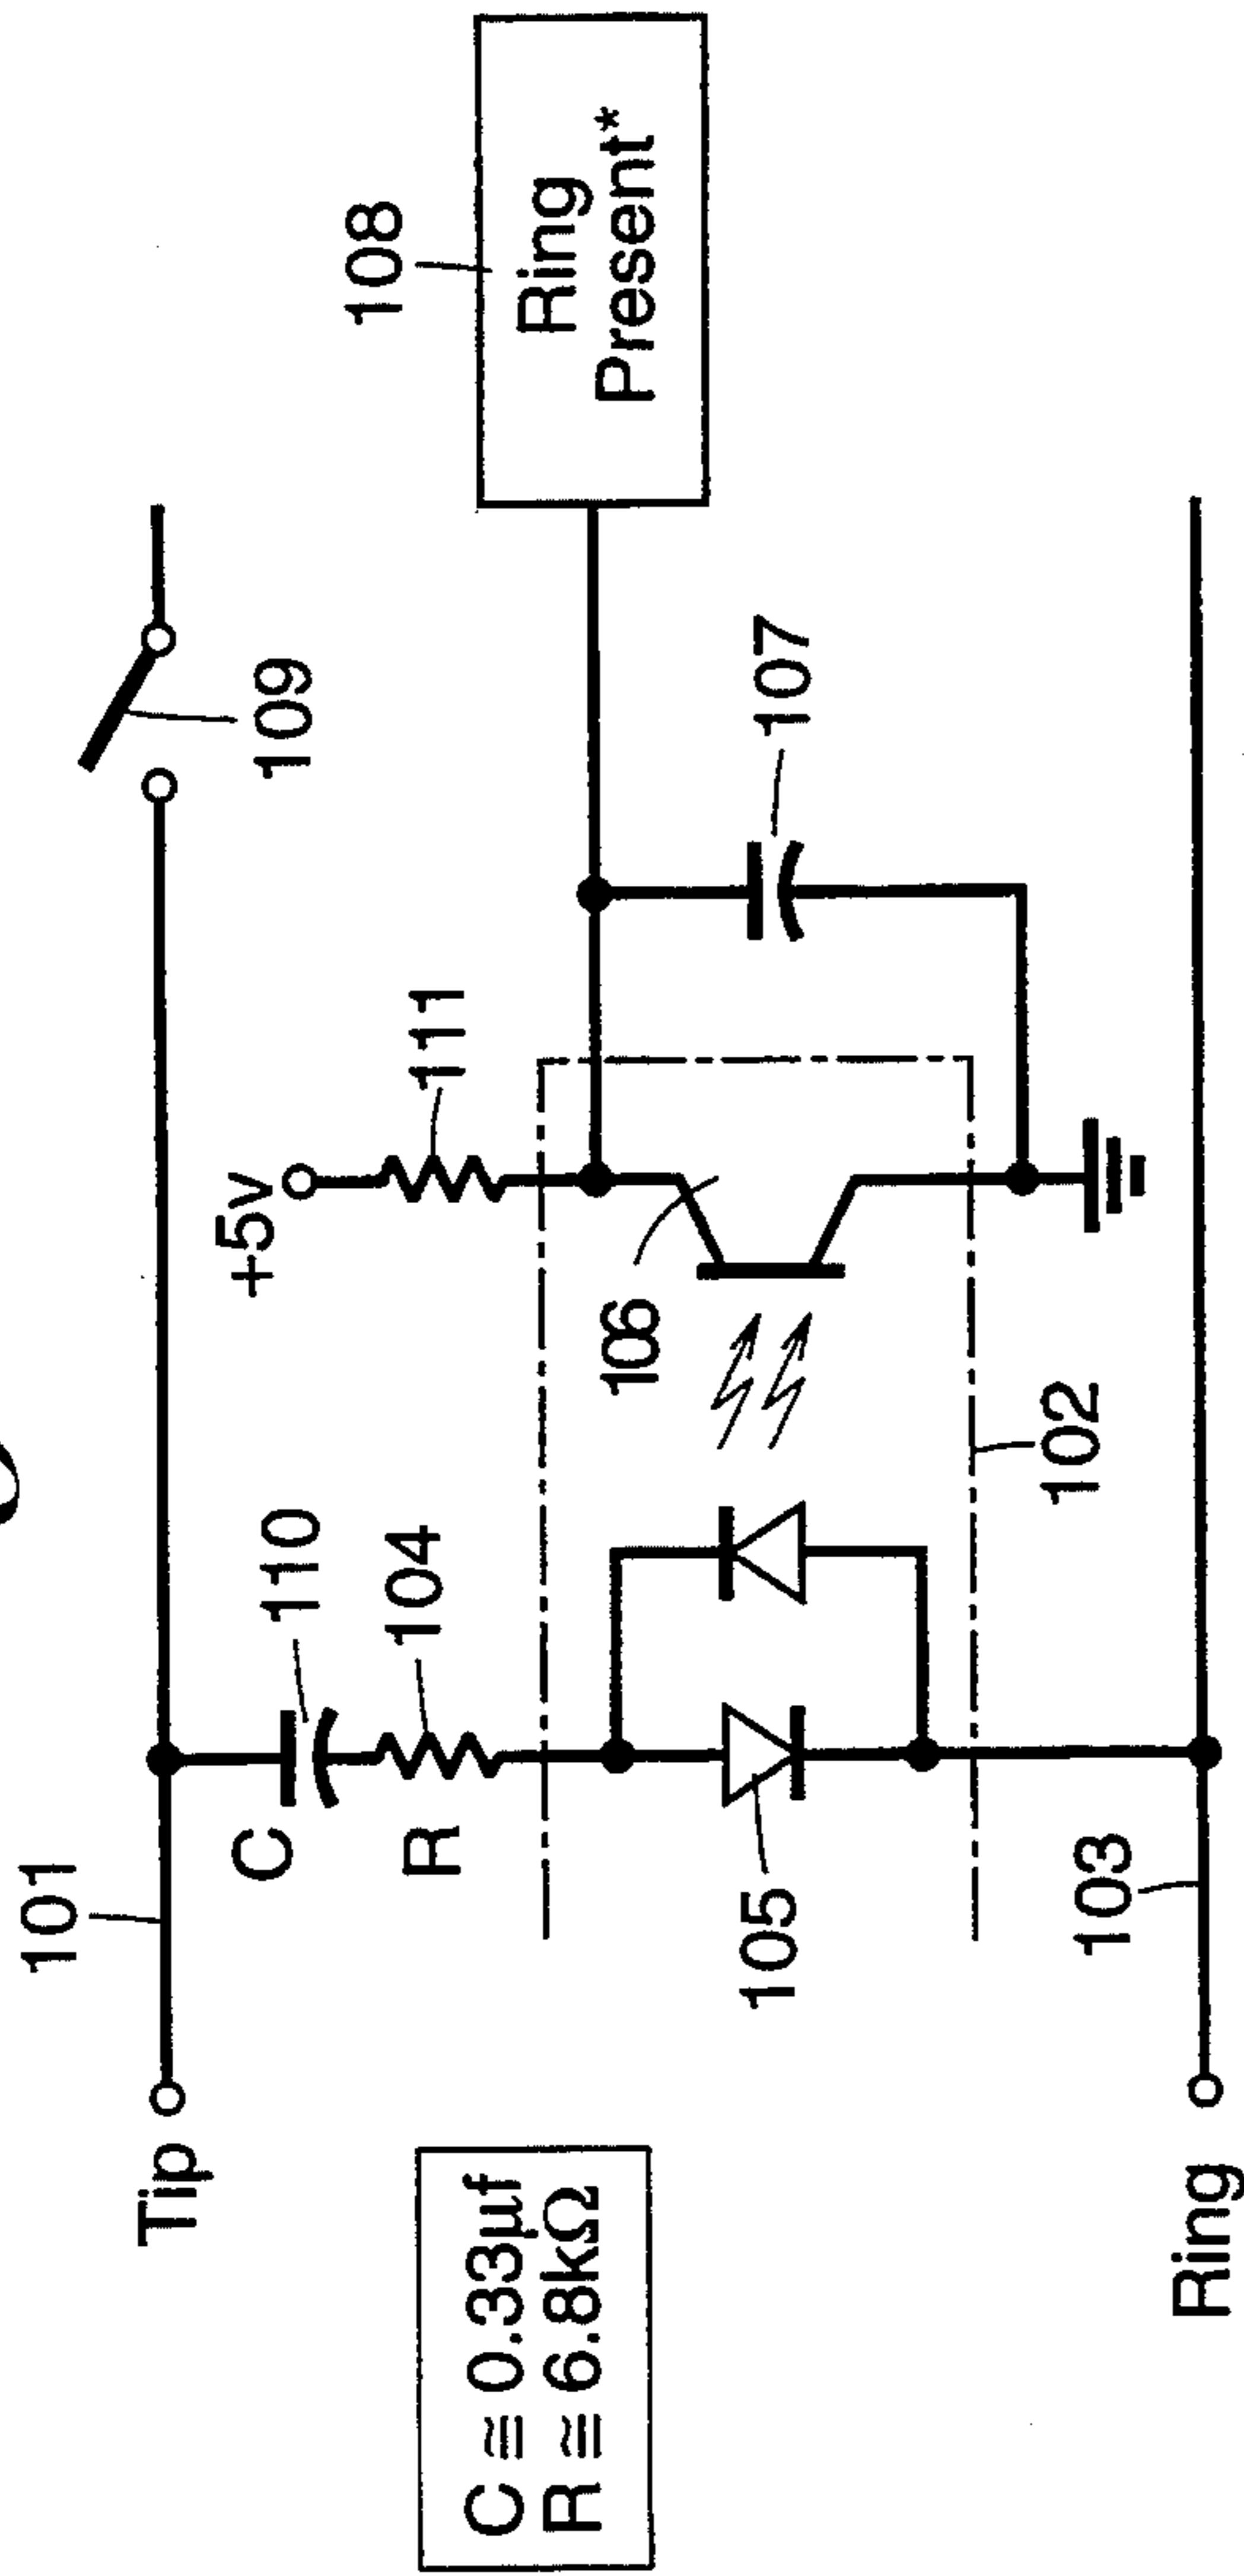 101
Tip
C
110
R
104
+5v
111
109
108
Ring
Present*
106
107
105
102
103
Ring
C ≅ 0.33µf
R ≅ 6.8kΩ